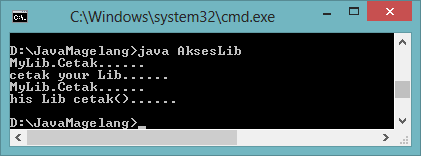 C:\Windows\system32\cmd.exe
D:\JavaMagelang>java AksesLib
MyLib.Cetak......
cetak your Lib......
MyLib.Cetak......
his Lib cetak()......
D:\JavaMagelang>_